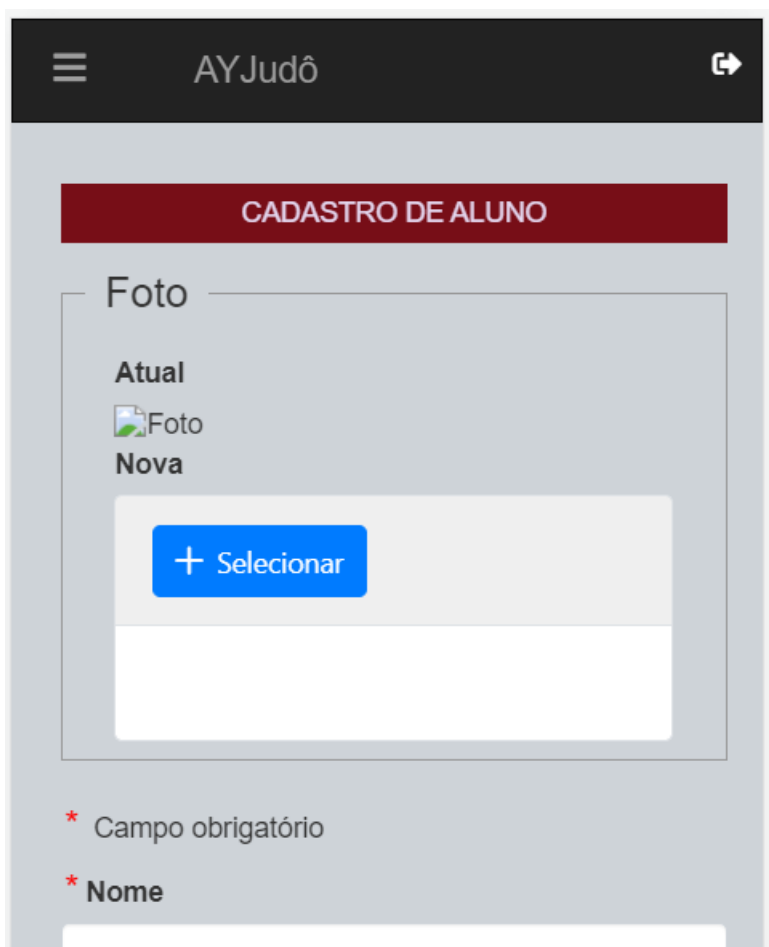 AYJudô
CADASTRO DE ALUNO
Foto
Atual
Foto
Nova
+ Selecionar
* Campo obrigatório
* Nome